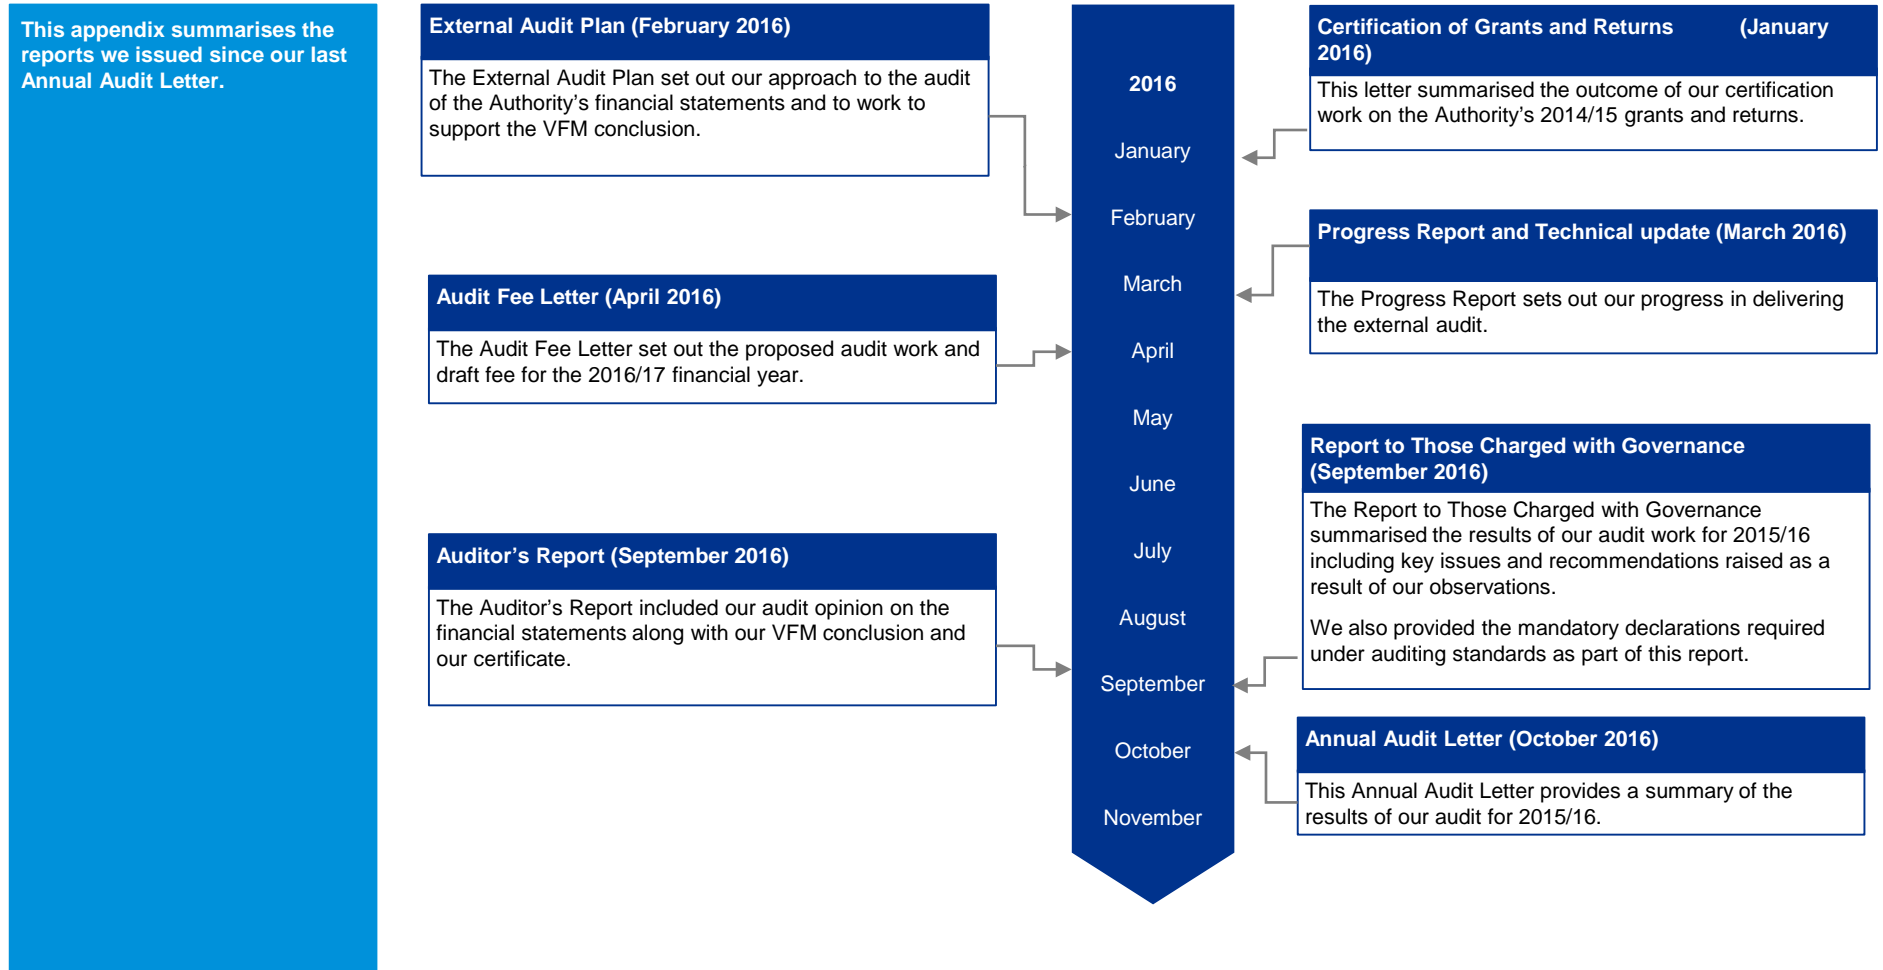 This appendix summarises the
reports we issued since our last
Annual Audit Letter.
External Audit Plan (February 2016)
The External Audit Plan set out our approach to the audit
of the Authority’s financial statements and to work to
support the VFM conclusion.
Audit Fee Letter (April 2016)
The Audit Fee Letter set out the proposed audit work and
draft fee for the 2016/17 financial year.
Auditor’s Report (September 2016)
The Auditor’s Report included our audit opinion on the
financial statements along with our VFM conclusion and
our certificate.
2016
January
February
March
April
May
June
July
August
September
October
November
Certification of Grants and Returns (January
2016)
This letter summarised the outcome of our certification
work on the Authority’s 2014/15 grants and returns.
Progress Report and Technical update (March 2016)
The Progress Report sets out our progress in delivering
the external audit.
Report to Those Charged with Governance
(September 2016)
The Report to Those Charged with Governance
summarised the results of our audit work for 2015/16
including key issues and recommendations raised as a
result of our observations.
We also provided the mandatory declarations required
under auditing standards as part of this report.
Annual Audit Letter (October 2016)
This Annual Audit Letter provides a summary of the
results of our audit for 2015/16.